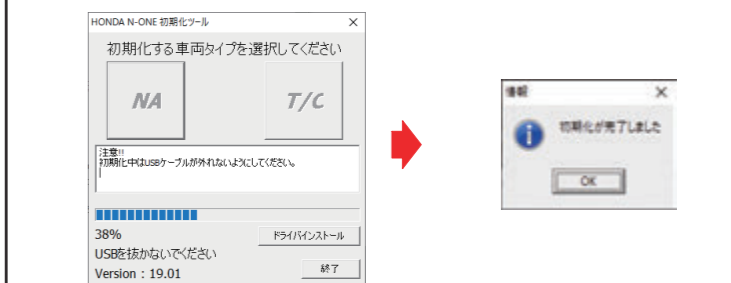 HONDA N-ONE 初期化ツール
初期化する車両タイプを選択してください
NA
T/C
注意!!
初期化中はUSBケーブルが外れないようにしてください。
38%
ドライバインストール
USBを抜かないでください
Version : 19.01
終了
情報
初期化が完了しました
OK